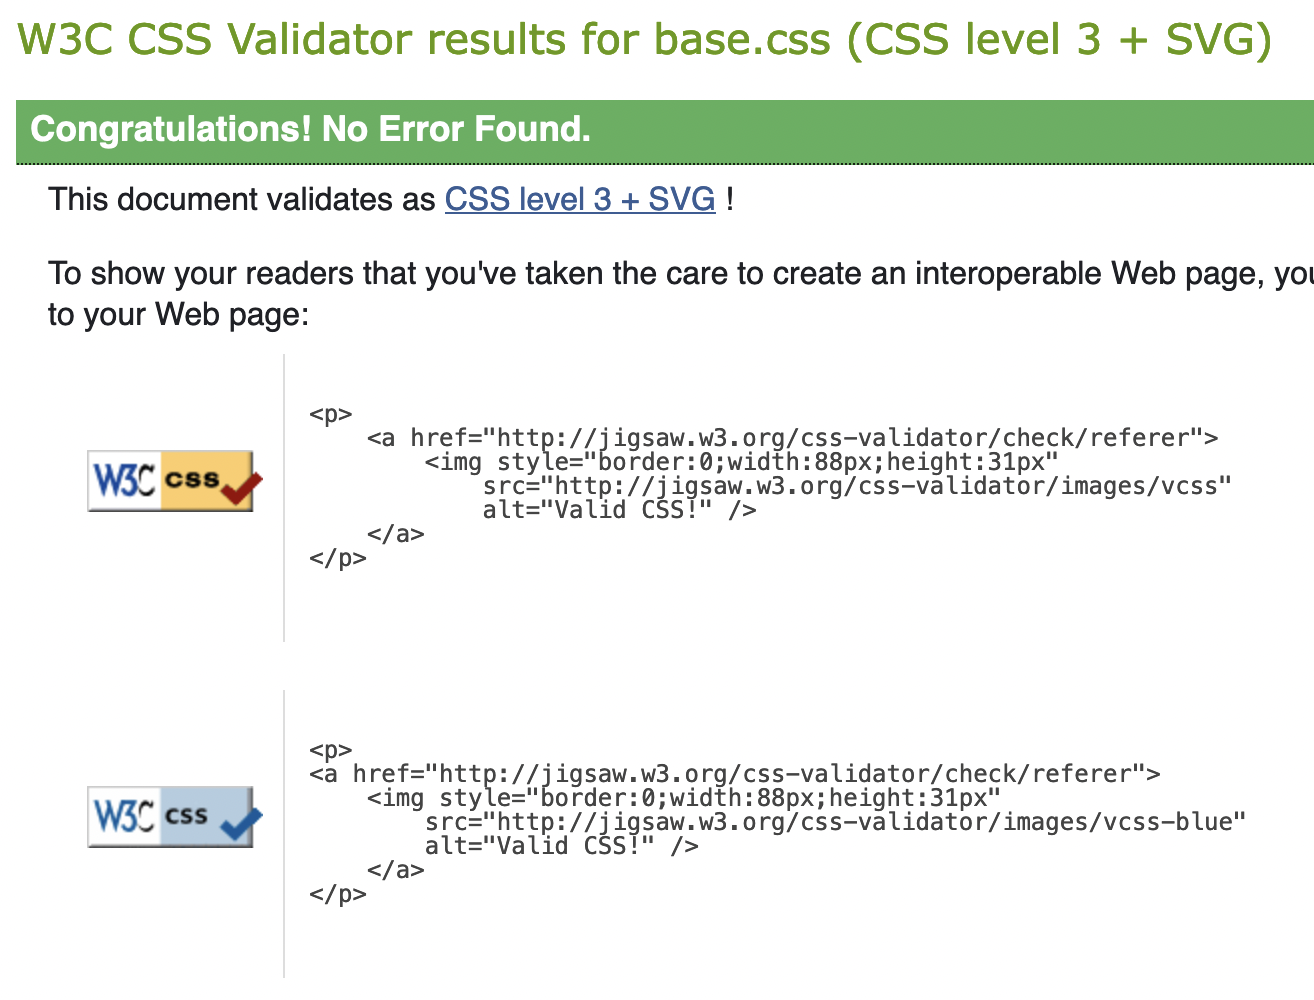 W3C CSS Validator results for base.css (CSS level 3 + SVG)
Congratulations! No Error Found.
This document validates as CSS level 3 + SVG !
To show your readers that you've taken the care to create an interoperable Web page, you
to your Web page:
<p>
    <a href="http://jigsaw.w3.org/css-validator/check/referer">
        <img style="border:0;width:88px;height:31px"
W3C css
            src="http://jigsaw.w3.org/css-validator/images/vcss"
            alt="Valid CSS!" />
    </a>
</p>
<p>
<a href="http://jigsaw.w3.org/css-validator/check/referer">
    <img style="border:0;width:88px;height:31px"
W3C css
        src="http://jigsaw.w3.org/css-validator/images/vcss-blue"
        alt="Valid CSS!" />
    </a>
</p>